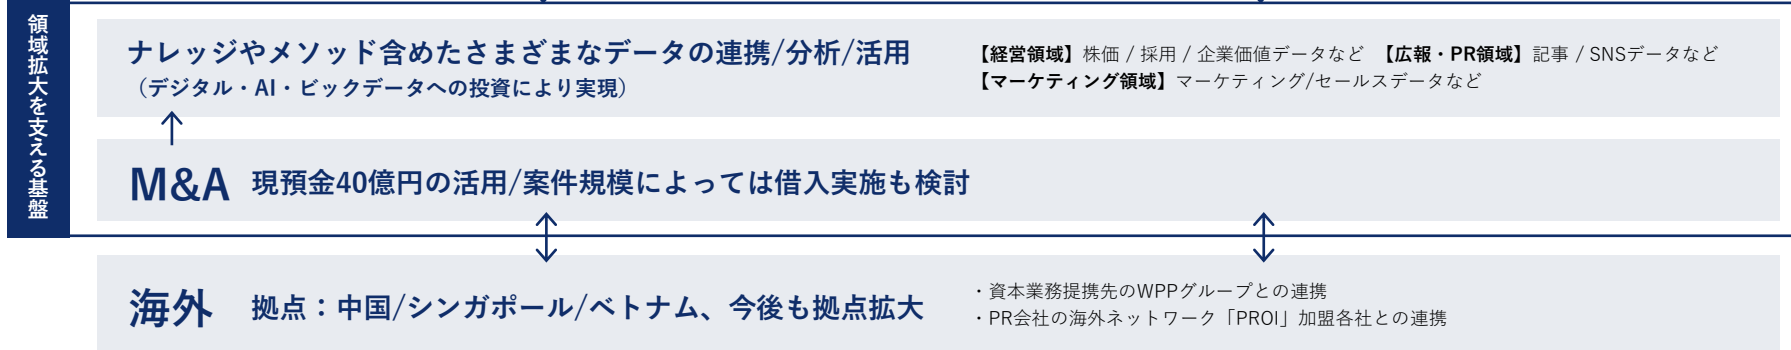 領域拡大を支える基盤
ナレッジやメソッド含めたさまざまなデータの連携/分析/活用
（デジタル・AI・ビックデータへの投資により実現）
【経営領域】株価 / 採用 / 企業価値データなど 【広報・PR領域】記事 / SNSデータなど
【マーケティング領域】マーケティング/セールスデータなど
M&A 現預金40億円の活用/案件規模によっては借入実施も検討
海外 拠点：中国/シンガポール/ベトナム、今後も拠点拡大
・資本業務提携先のWPPグループとの連携
・PR会社の海外ネットワーク「PROI」加盟各社との連携